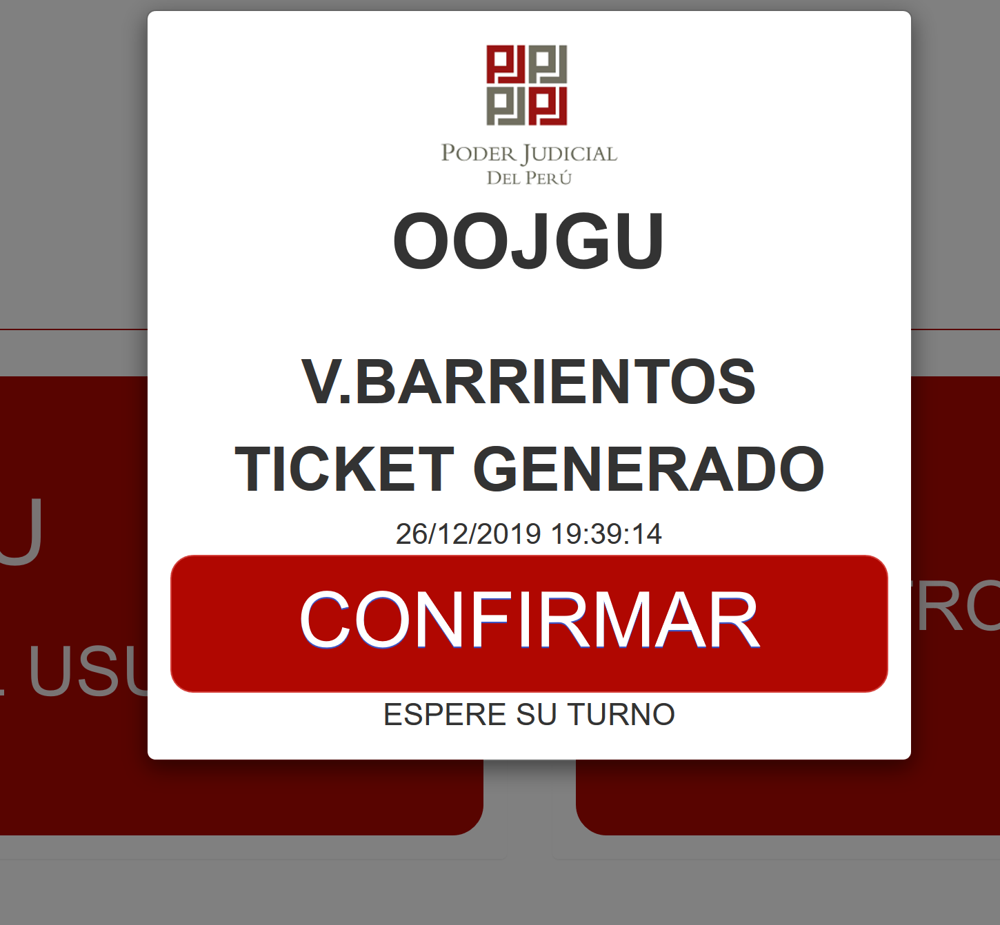 PODER JUDICIAL
DEL PERÚ
OOJGU
V.BARRIENTOS
TICKET GENERADO
26/12/2019 19:39:14
CONFIRMAR
ESPERE SU TURNO